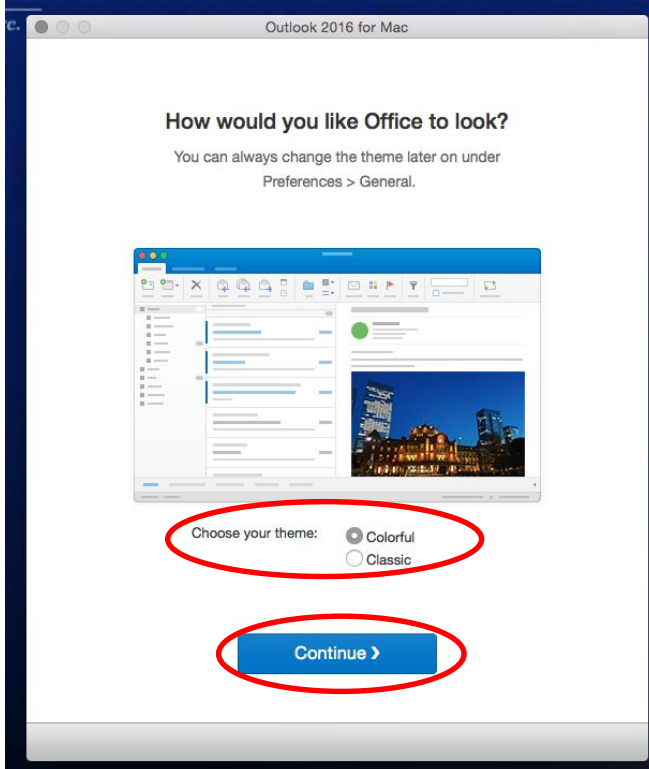 Outlook 2016 for Mac
How would you like Office to look?
You can always change the theme later on under
Preferences > General.
Choose your theme:
Colorful
Classic
Continue ❯